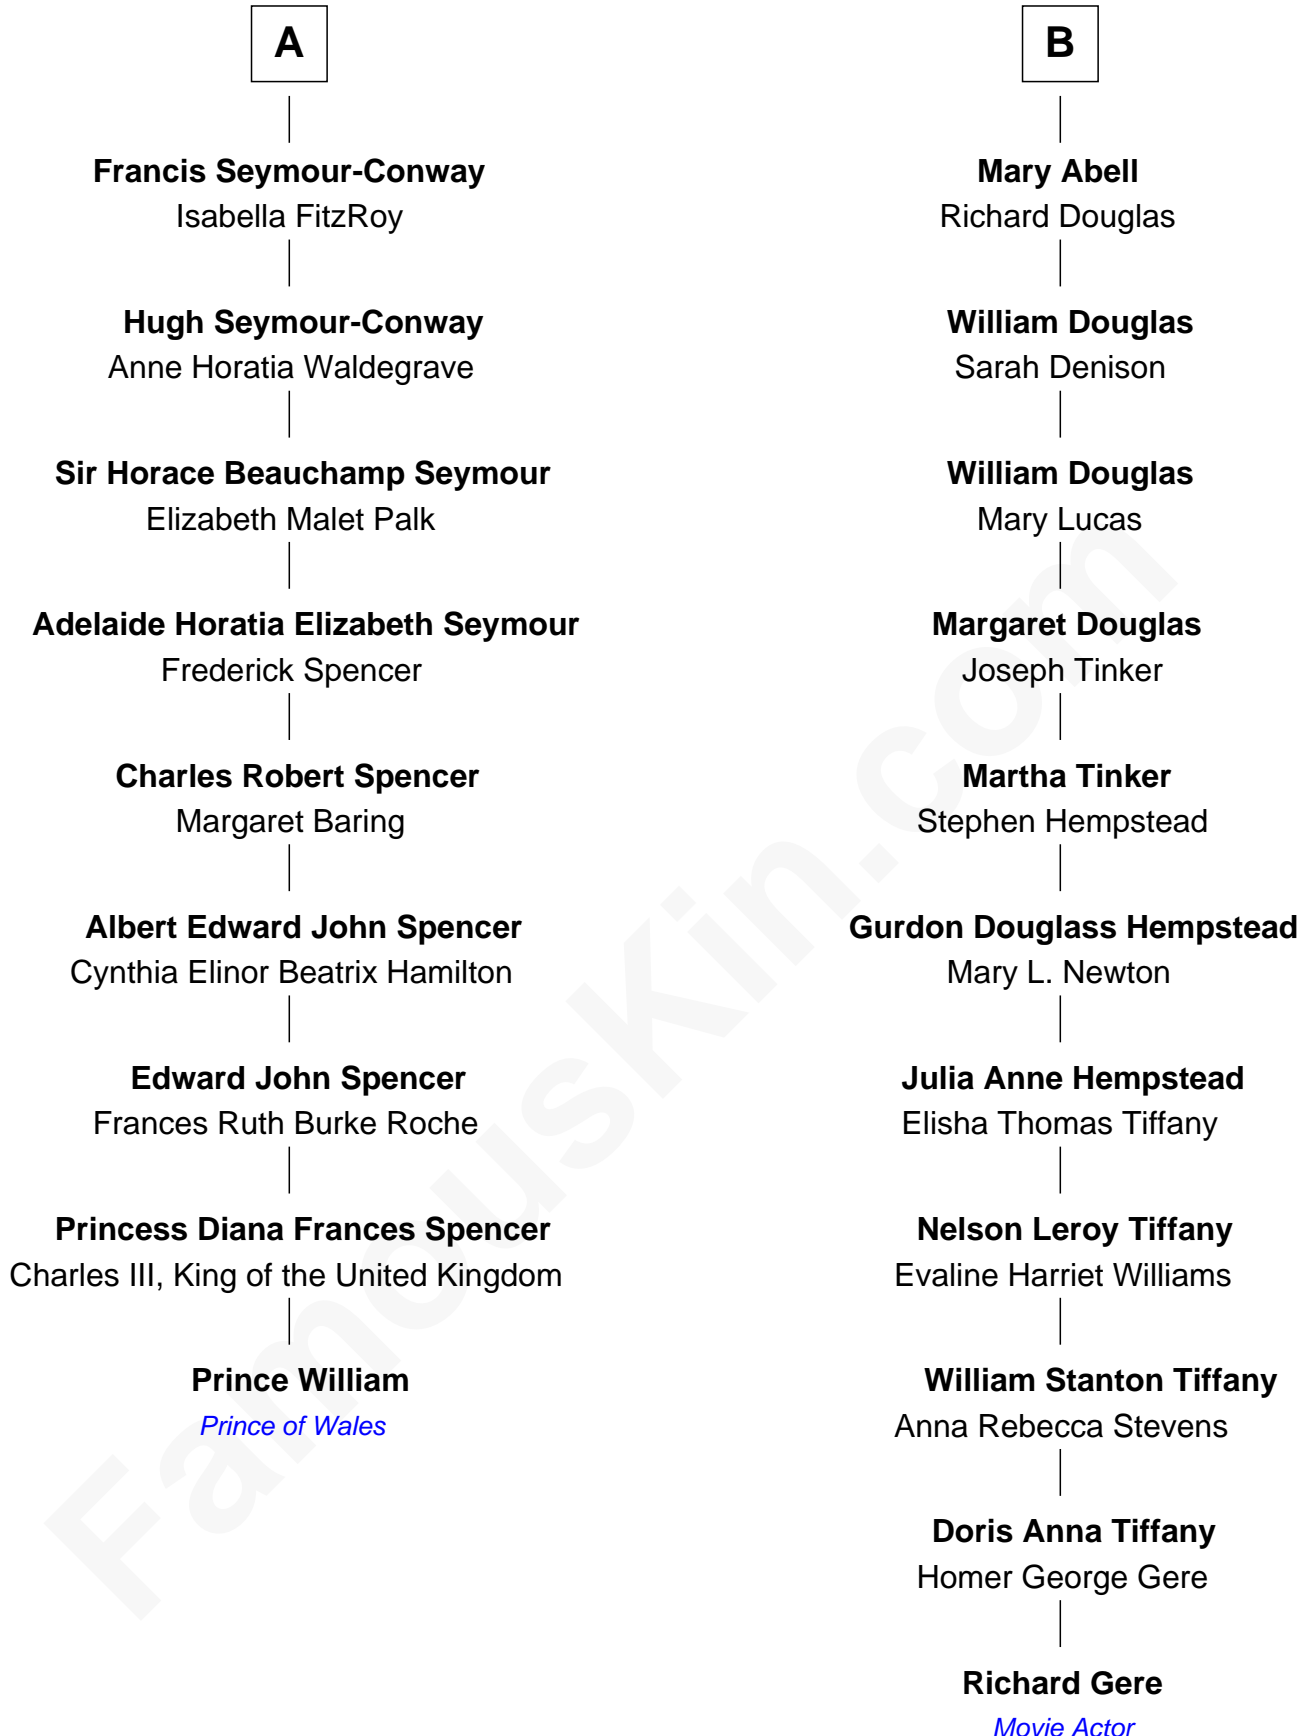 A
Francis Seymour-Conway
Isabella FitzRoy
Hugh Seymour-Conway
Anne Horatia Waldegrave
Sir Horace Beauchamp Seymour
Elizabeth Malet Palk
Adelaide Horatia Elizabeth Seymour
Frederick Spencer
Charles Robert Spencer
Margaret Baring
Albert Edward John Spencer
Cynthia Elinor Beatrix Hamilton
Edward John Spencer
Frances Ruth Burke Roche
Princess Diana Frances Spencer
Charles III, King of the United Kingdom
Prince William
Prince of Wales
B
Mary Abell
Richard Douglas
William Douglas
Sarah Denison
William Douglas
Mary Lucas
Margaret Douglas
Joseph Tinker
Martha Tinker
Stephen Hempstead
Gurdon Douglass Hempstead
Mary L. Newton
Julia Anne Hempstead
Elisha Thomas Tiffany
Nelson Leroy Tiffany
Evaline Harriet Williams
William Stanton Tiffany
Anna Rebecca Stevens
Doris Anna Tiffany
Homer George Gere
Richard Gere
Movie Actor
FamousKin.com